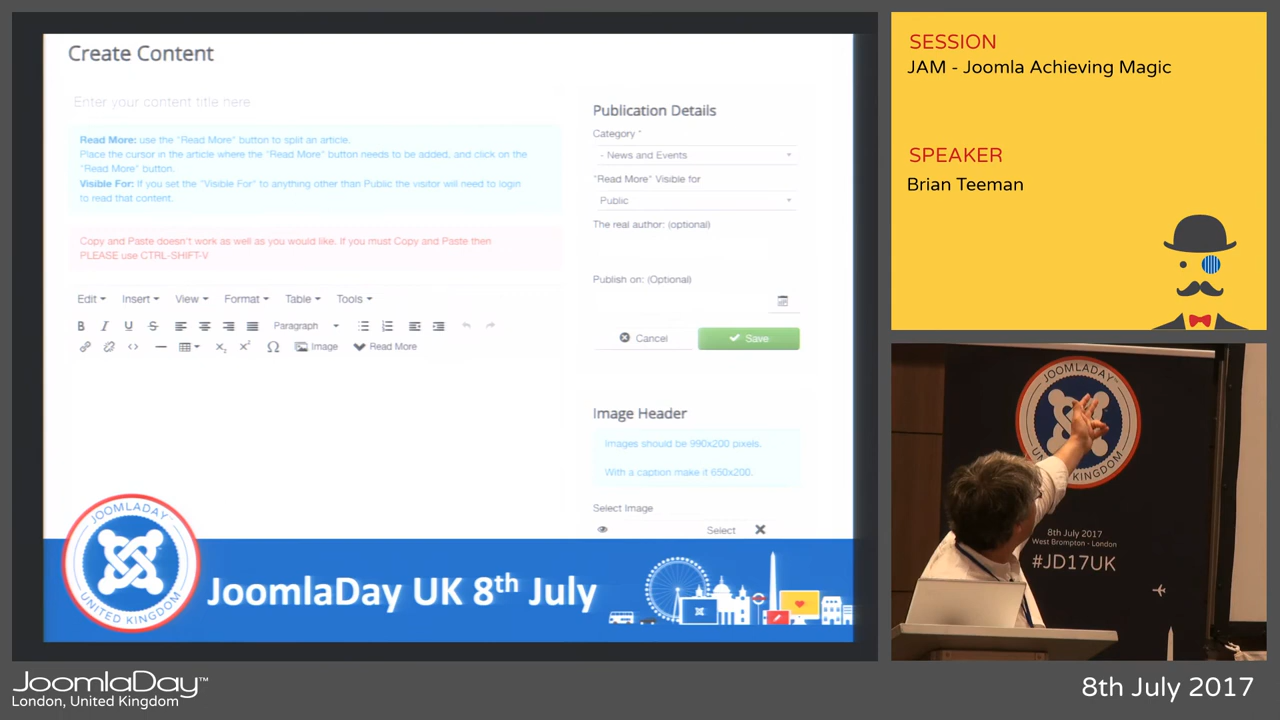 Create Content
Enter your content title here
Read More: use the "Read More" button to split an article.
Place the cursor in the article where the "Read More" button needs to be added, and click on the
"Read More" button.
Visible For: If you set the "Visible For" to anything other than Public the visitor will need to login
to read that content.
Copy and Paste doesn't work as well as you would like. If you must Copy and Paste then
PLEASE use CTRL-SHIFT-V
Edit Insert View Format Table Tools
B I U S Paragraph
Image Read More
Publication Details
Category *
- News and Events
"Read More" Visible for
Public
The real author: (optional)
Publish on: (Optional)
Cancel Save
Image Header
Images should be 990x200 pixels.
With a caption make it 650x200.
Select Image
Select
JOOMLADAY
UNITED KINGDOM
JoomlaDay UK 8th July
SESSION
JAM - Joomla Achieving Magic
SPEAKER
Brian Teeman
JOOMLADAY
UNITED KINGDOM
8th July 2017
West Brompton - London
#JD17UK
JoomlaDay™
London, United Kingdom
8th July 2017